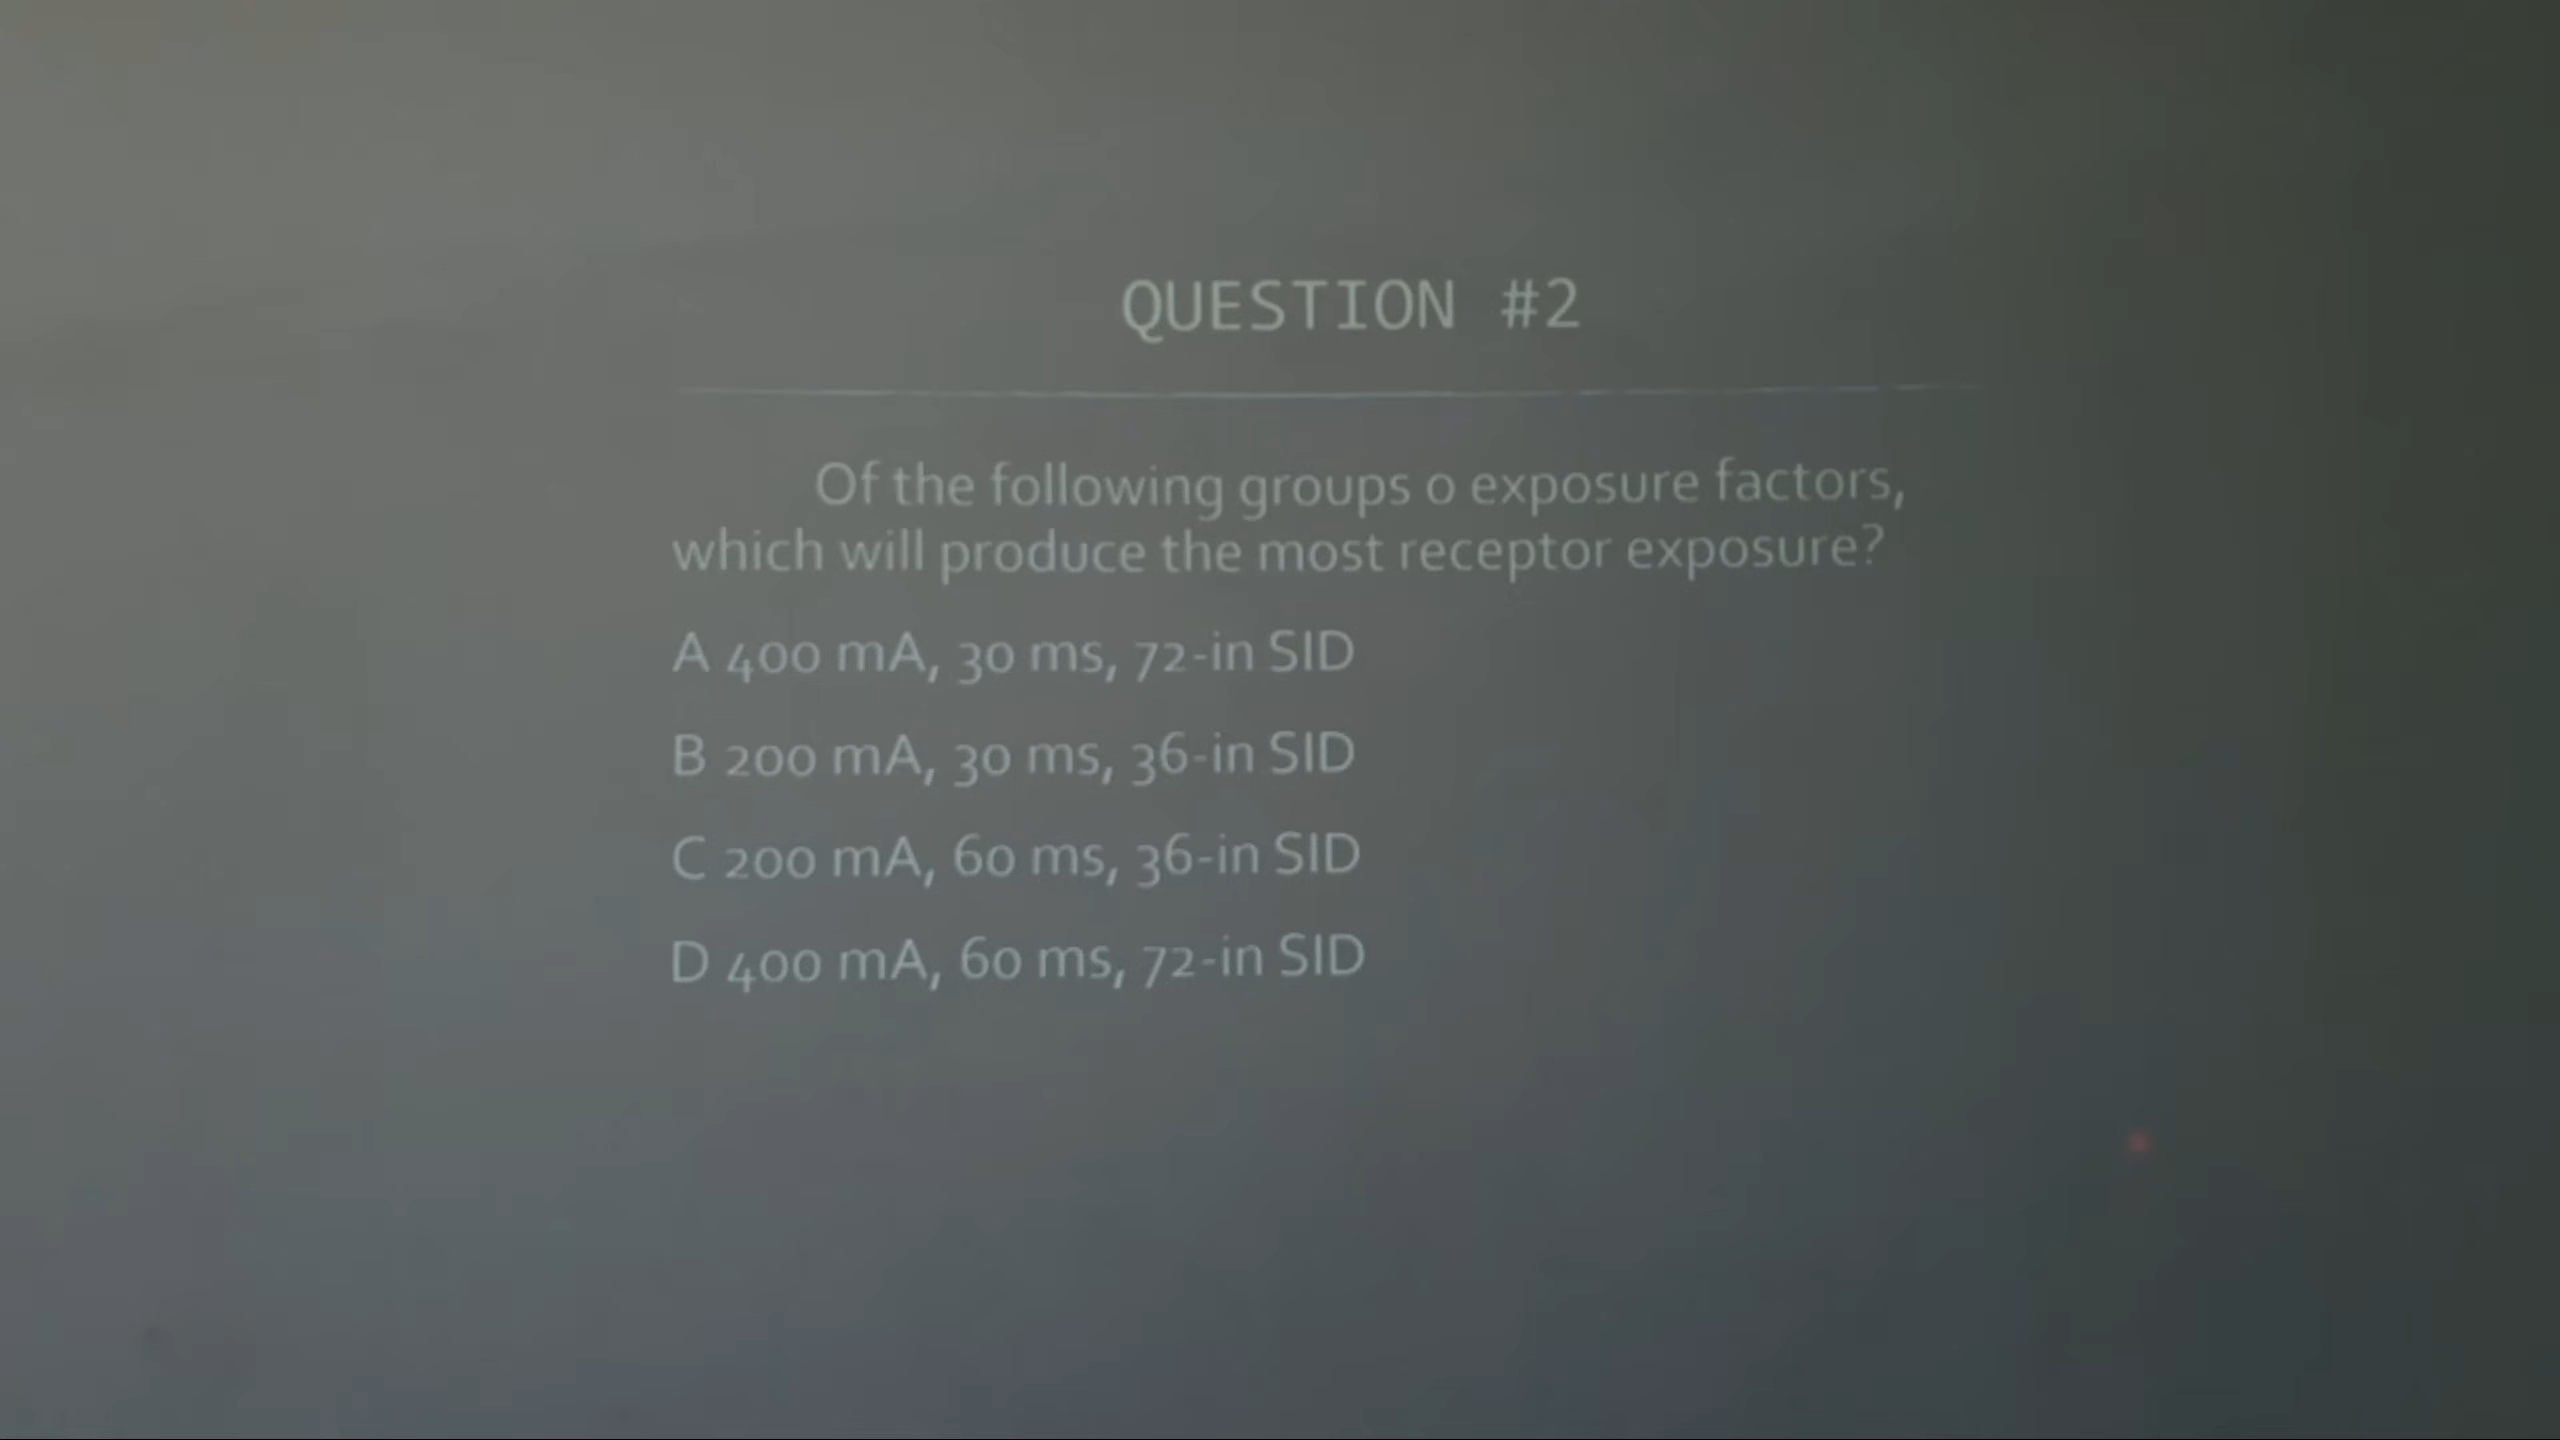 QUESTION #2
Of the following groups o exposure factors,
which will produce the most receptor exposure?
A 400 mA, 30 ms, 72-in SID
B 200 mA, 30 ms, 36-in SID
C 200 mA, 60 ms, 36-in SID
D 400 mA, 60 ms, 72-in SID